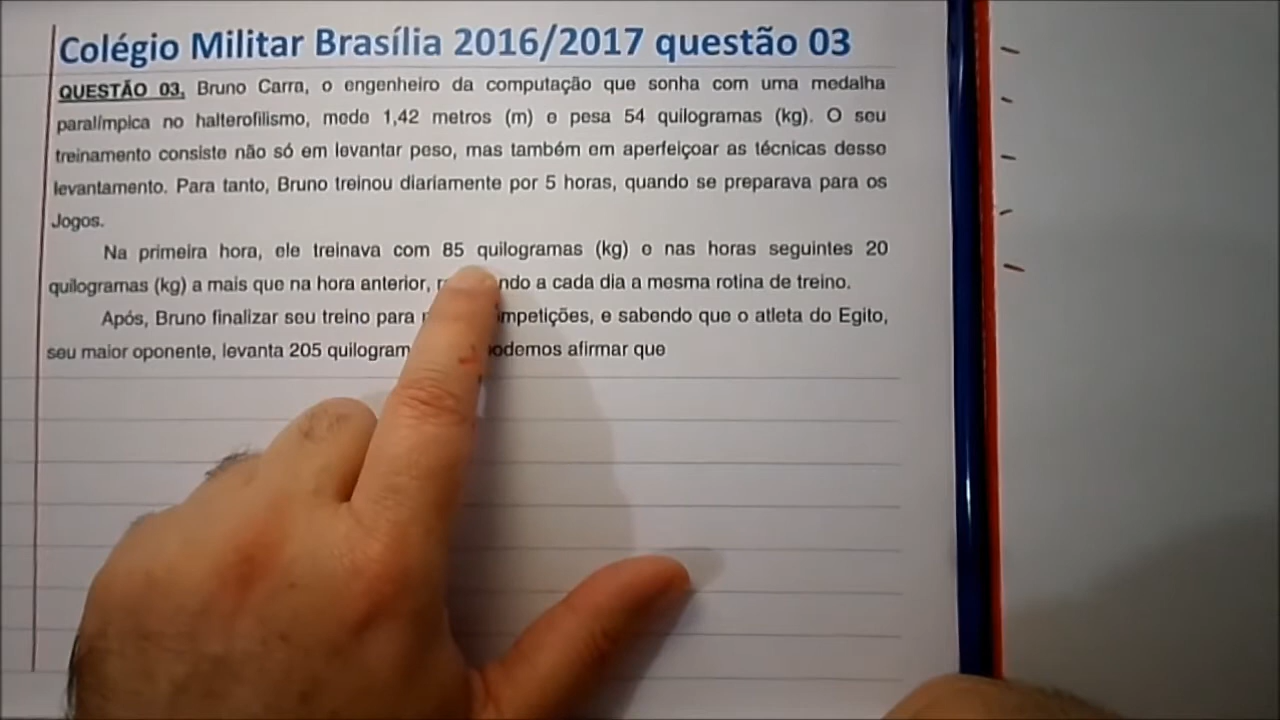 Colégio Militar Brasília 2016/2017 questão 03
QUESTÃO 03. Bruno Carra, o engenheiro da computação que sonha com uma medalha
paralímpica no halterofilismo, mede 1,42 metros (m) e pesa 54 quilogramas (kg). O seu
treinamento consiste não só em levantar peso, mas também em aperfeiçoar as técnicas desse
levantamento. Para tanto, Bruno treinou diariamente por 5 horas, quando se preparava para os
Jogos.
Na primeira hora, ele treinava com 85 quilogramas (kg) e nas horas seguintes 20
quilogramas (kg) a mais que na hora anterior, ndo a cada dia a mesma rotina de treino.
Após, Bruno finalizar seu treino para mpetições, e sabendo que o atleta do Egito,
seu maior oponente, levanta 205 quilogram odemos afirmar que